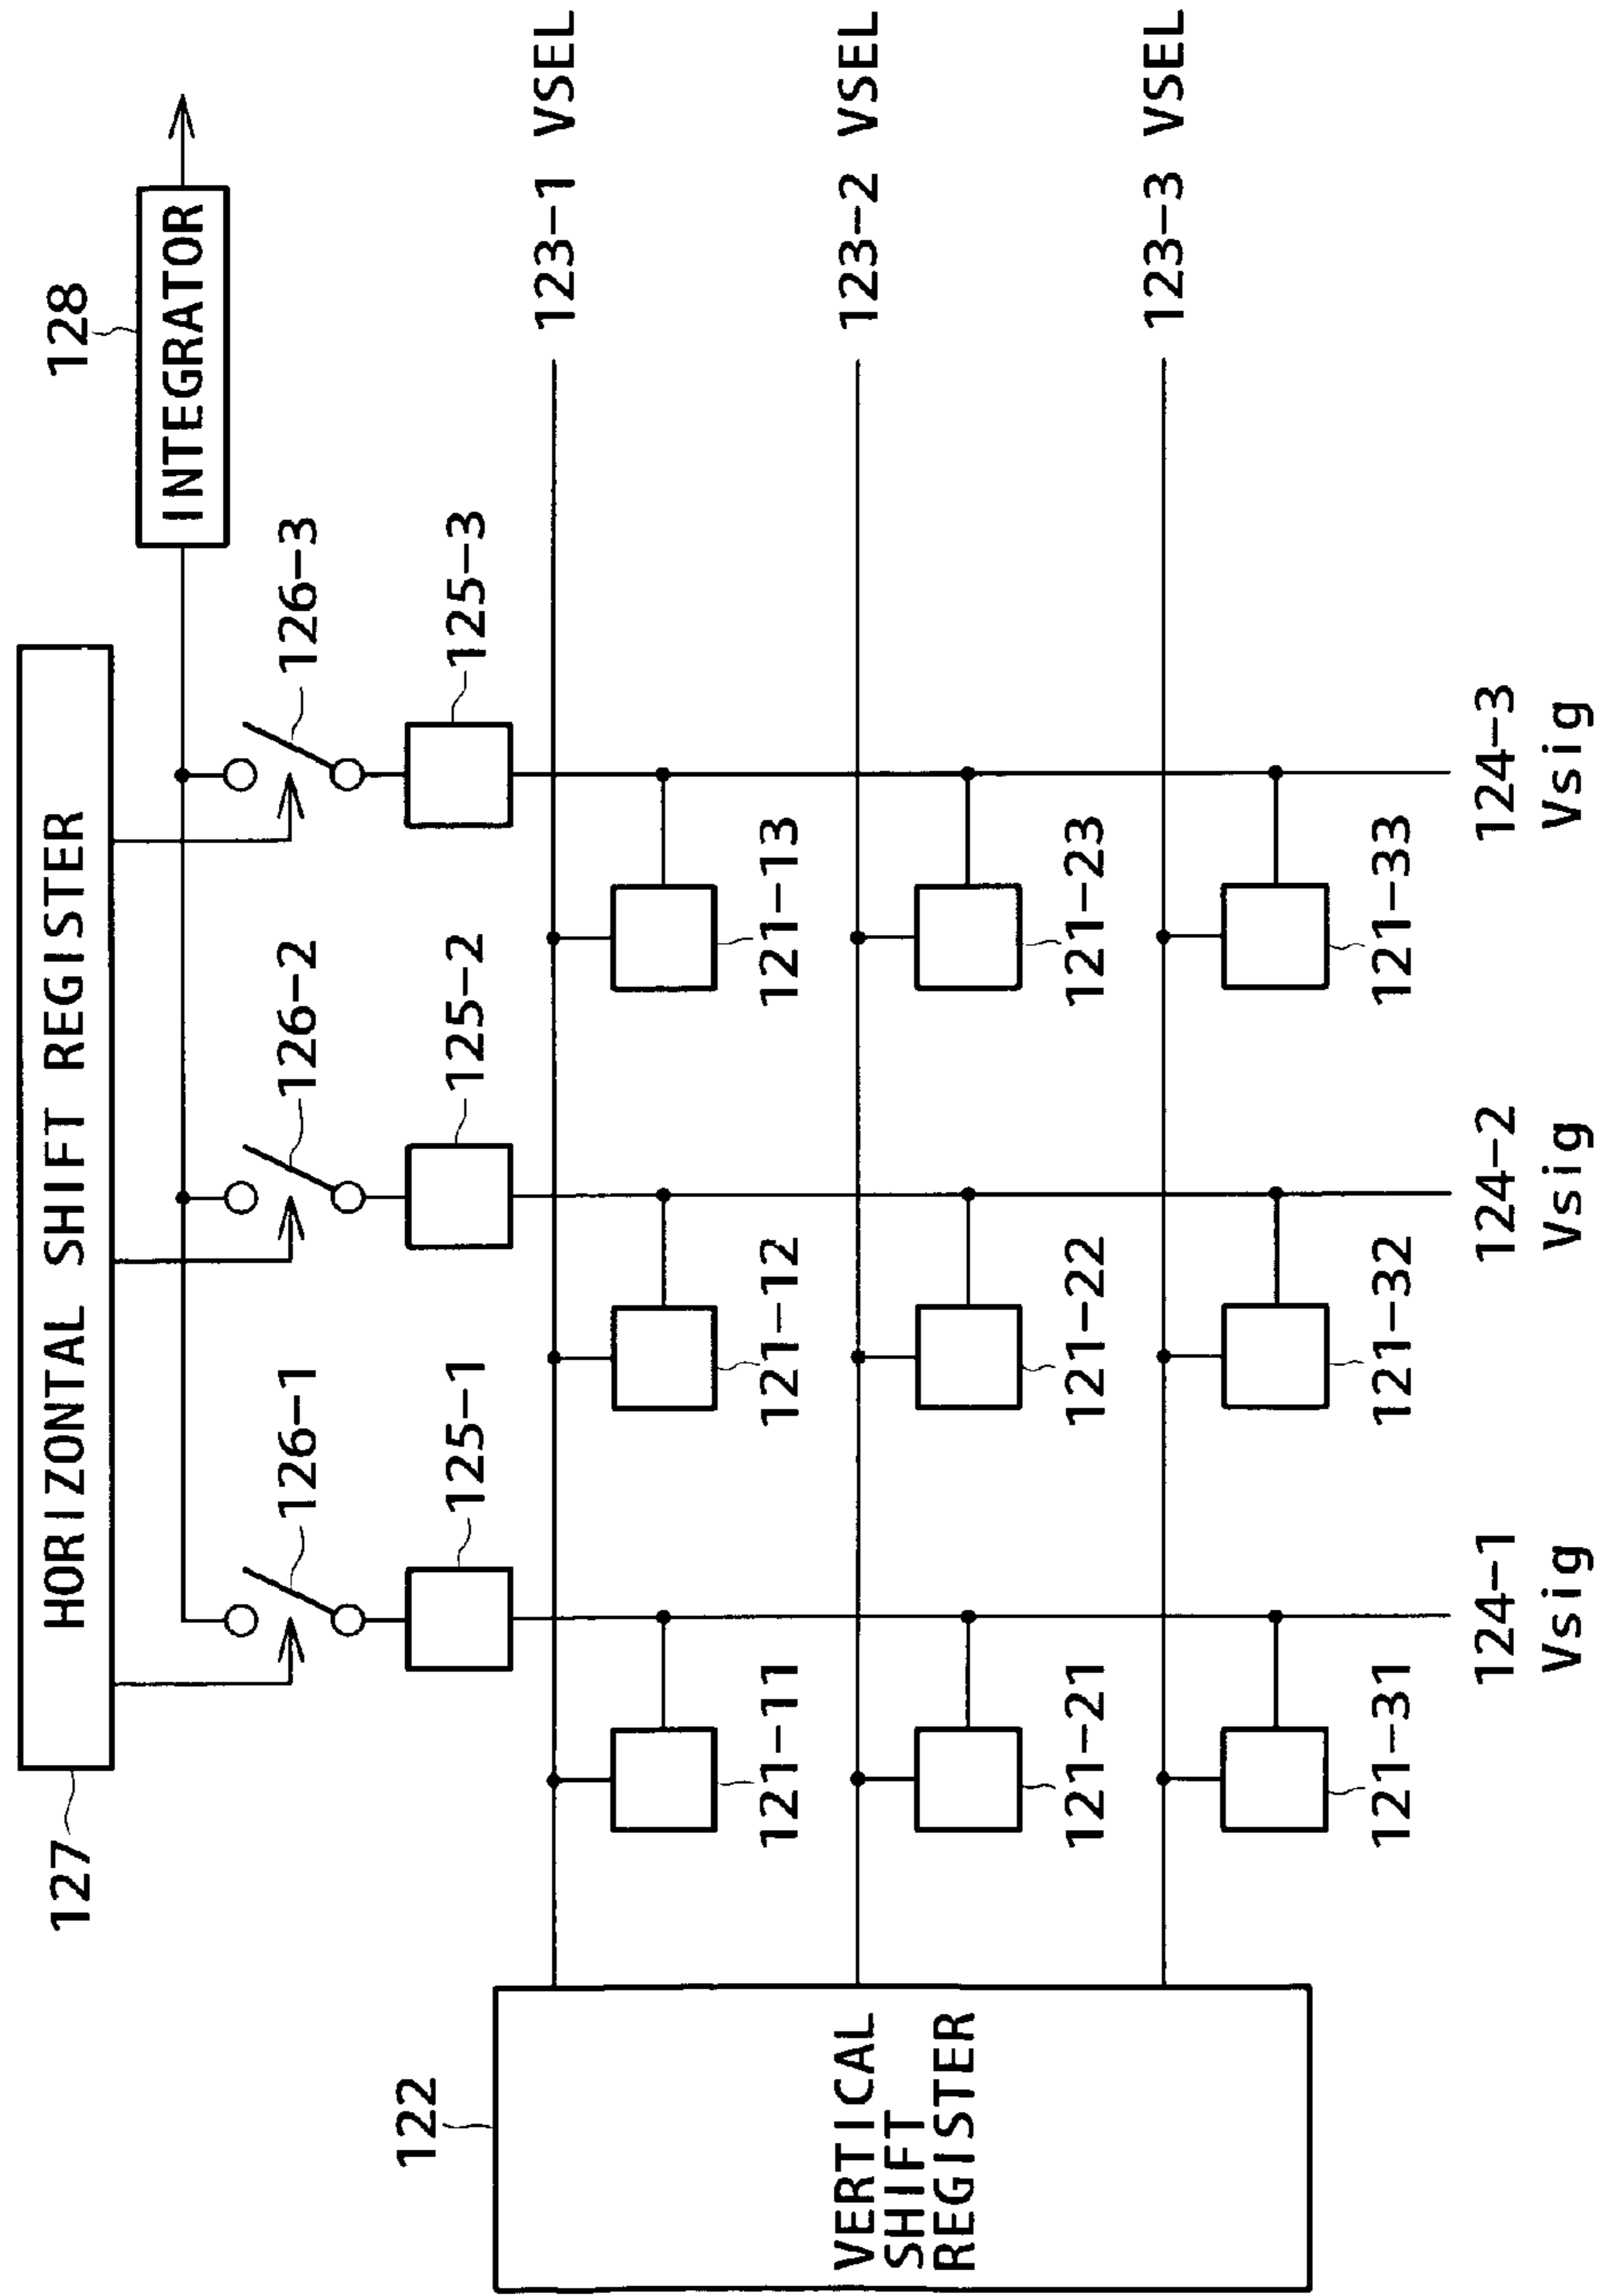 127
HORIZONTAL SHIFT REGISTER
128
INTEGRATOR
126-1
126-2
126-3
125-1
125-2
125-3
122
VERTICAL
SHIFT
REGISTER
123-1 VSEL
121-11
121-12
121-13
123-2 VSEL
121-21
121-22
121-23
123-3 VSEL
121-31
121-32
121-33
124-1
Vsig
124-2
Vsig
124-3
Vsig